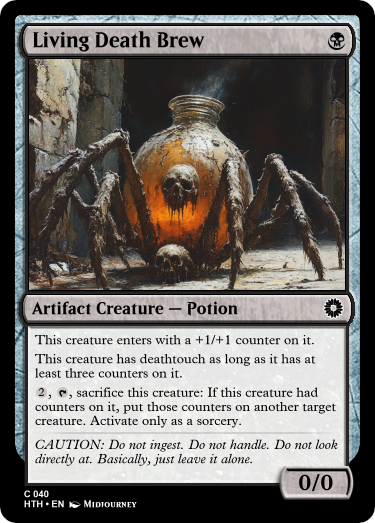 Living Death Brew
Artifact Creature — Potion
This creature enters with a +1/+1 counter on it.
This creature has deathtouch as long as it has at
least three counters on it.
2, T, sacrifice this creature: If this creature had
counters on it, put those counters on another target
creature. Activate only as a sorcery.
CAUTION: Do not ingest. Do not handle. Do not look
directly at. Basically, just leave it alone.
0/0
C 040
HTH • EN Midjourney